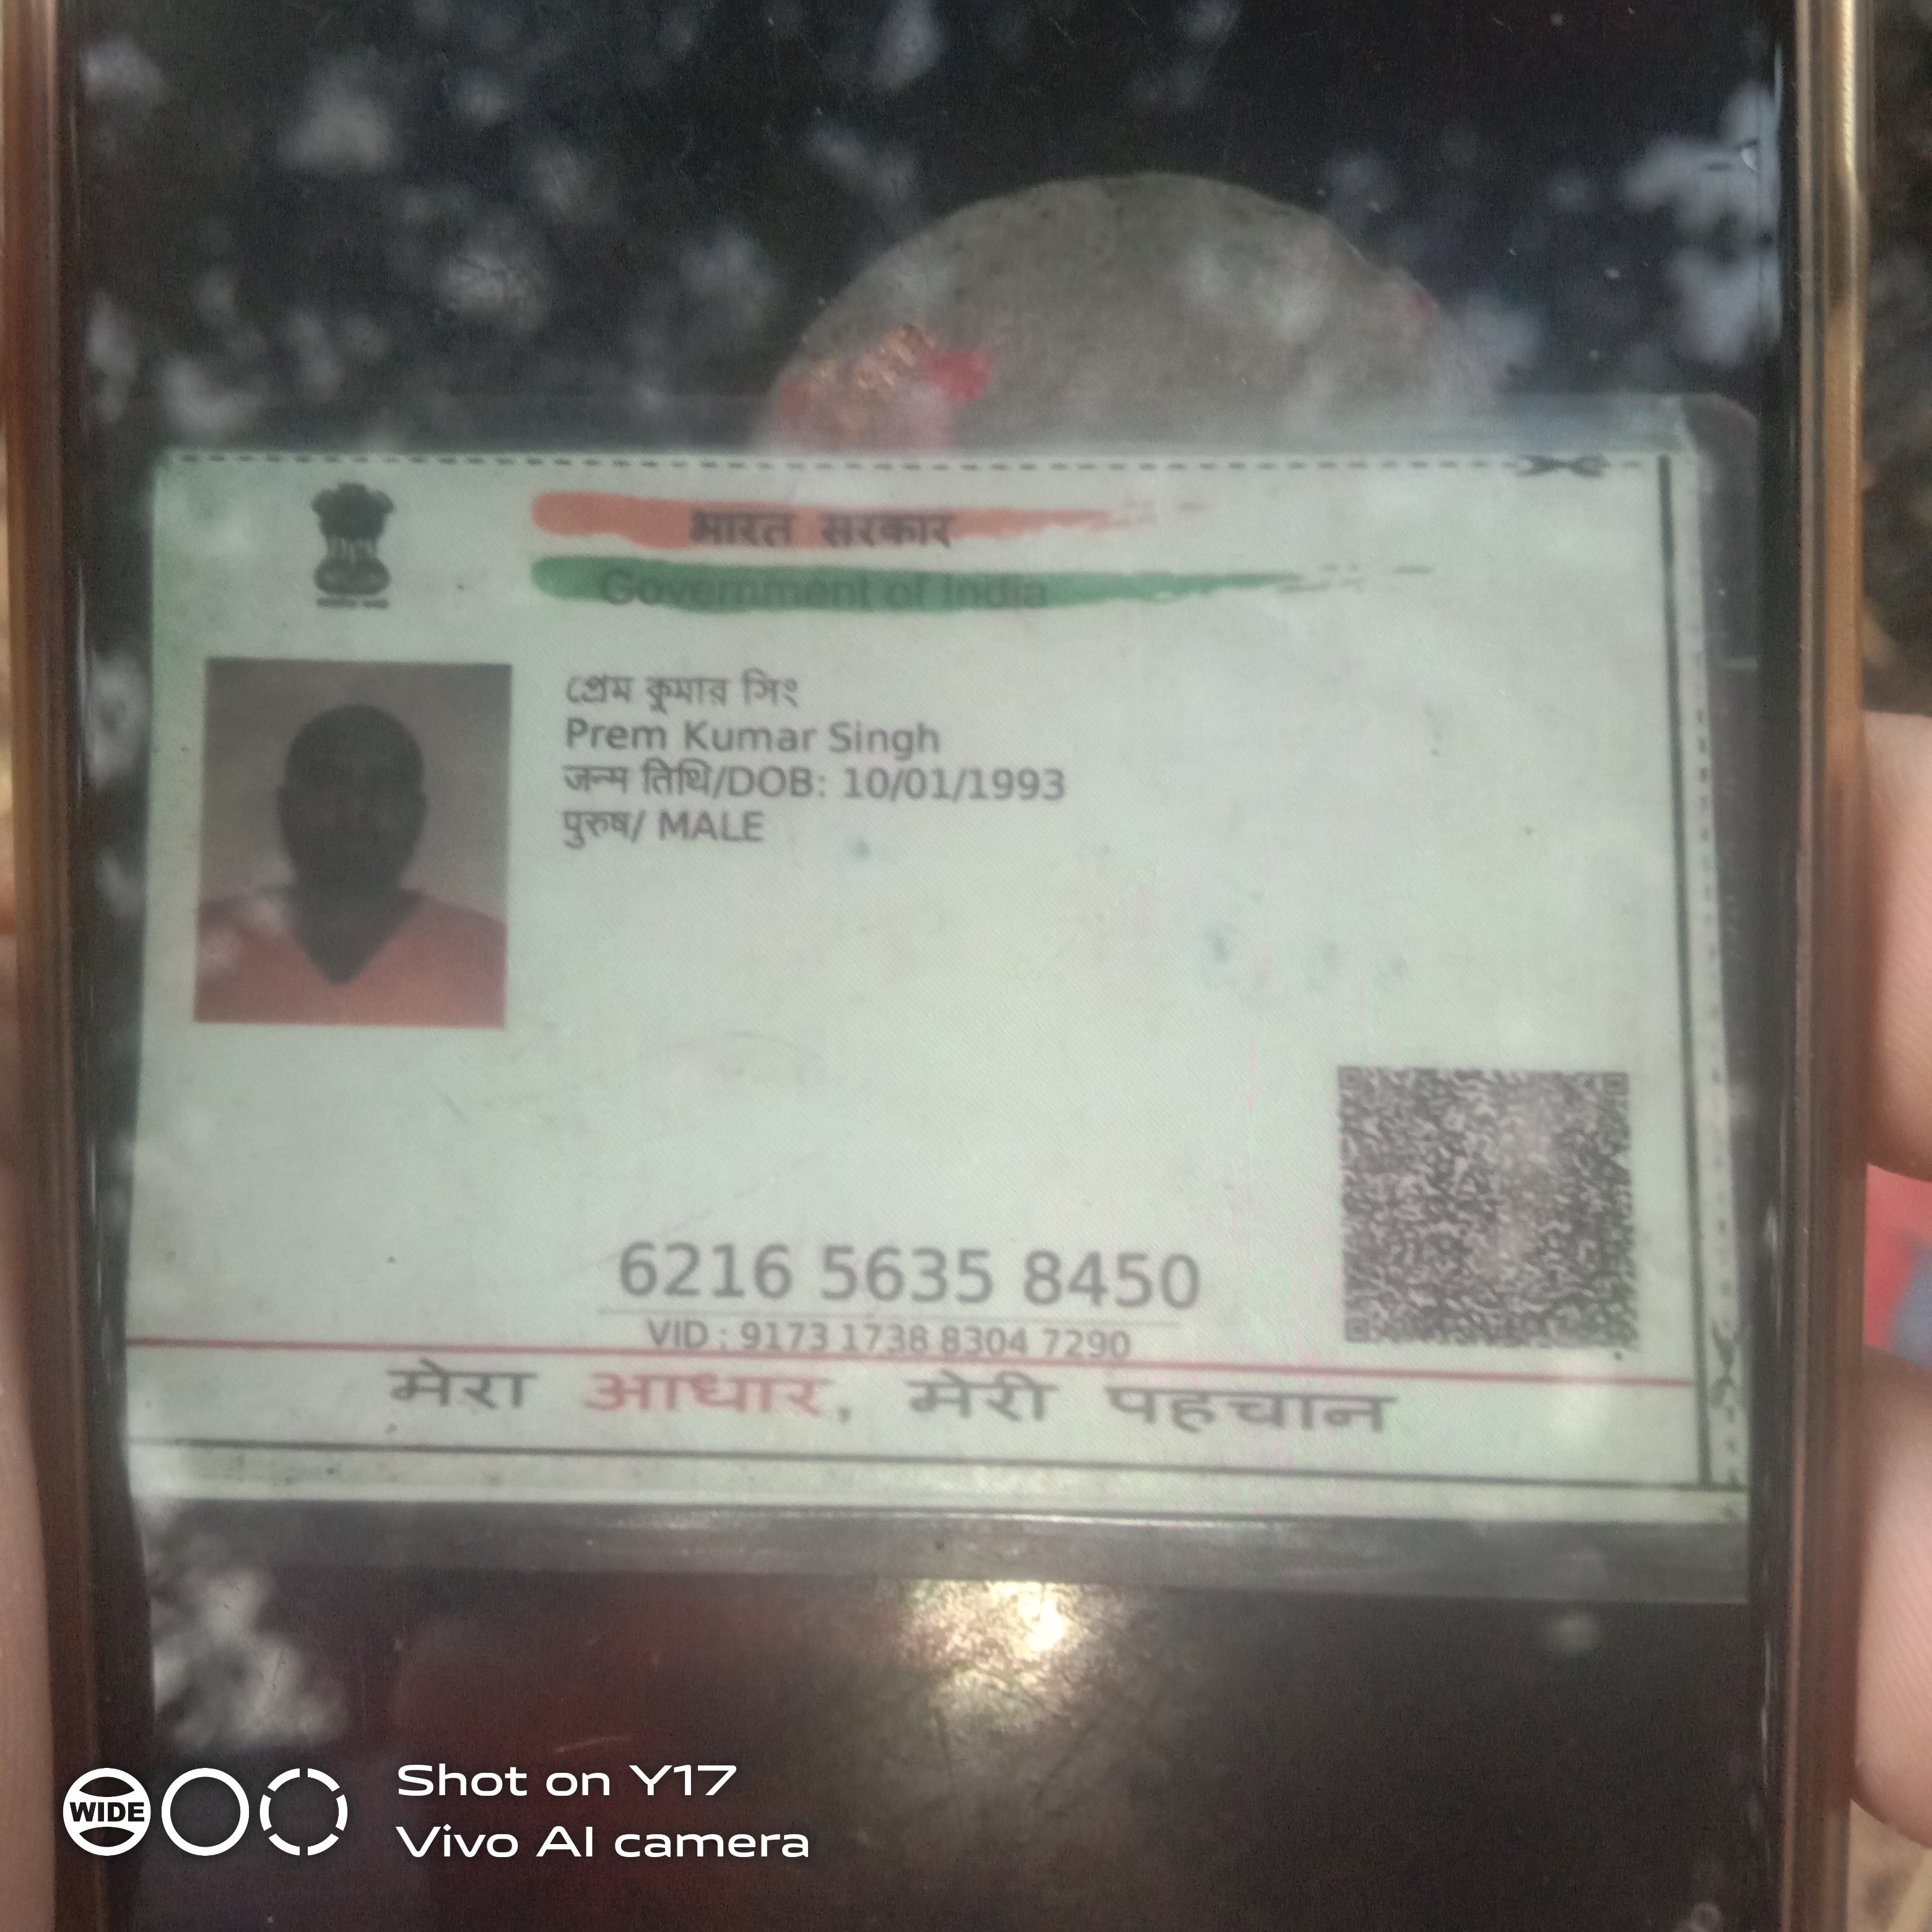 भारत सरकार
Government of India
প্রেম কুমার সিং
Prem Kumar Singh
जन्म तिथि/DOB: 10/01/1993
पुरुष/ MALE
6216 5635 8450
VID : 9173 1738 8304 7290
मेरा आधार, मेरी पहचान
WIDE
Shot on Y17
Vivo AI camera